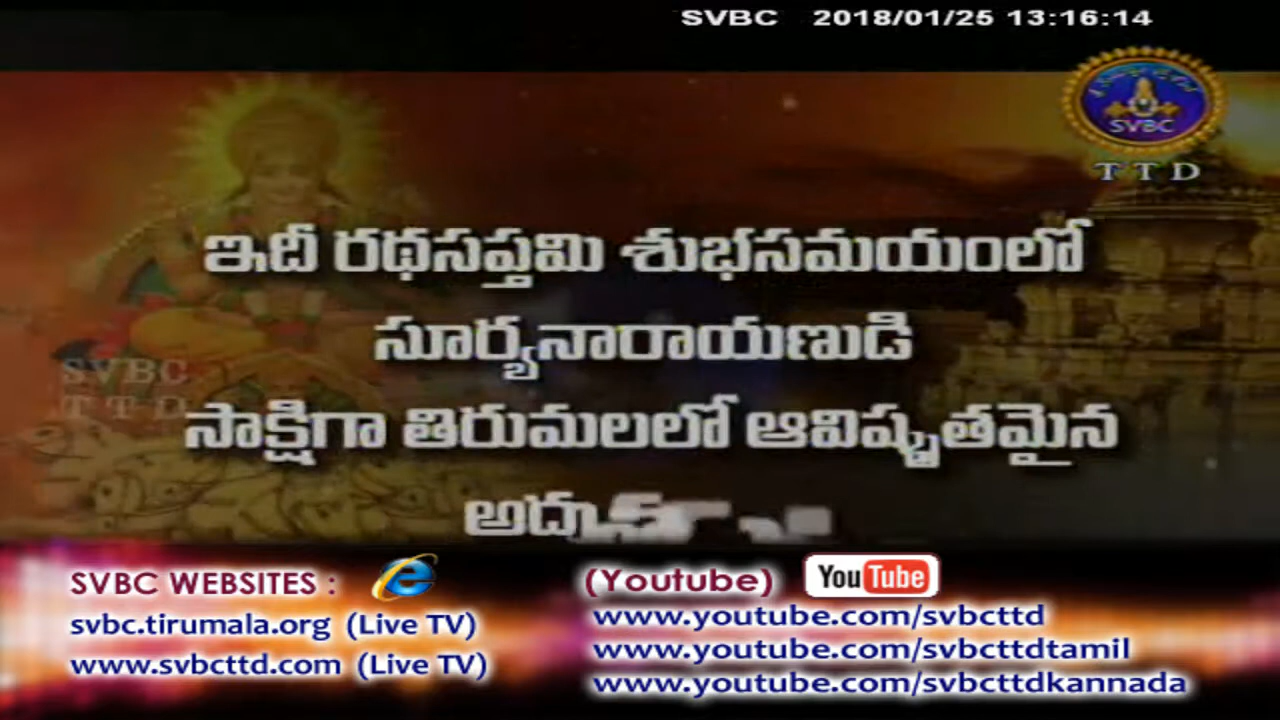 SVBC 2018/01/25 13:16:14
SVBC
T T D
ఇదీ రథసప్తమి శుభసమయంలో
సూర్యనారాయణుడి
SVBC
T T D
సాక్షిగా తిరుమలలో ఆవిష్కృతమైన
SVBC WEBSITES :
svbc.tirumala.org (Live TV)
www.svbcttd.com (Live TV)
(Youtube) YouTube
www.youtube.com/svbcttd
www.youtube.com/svbcttdtamil
www.youtube.com/svbcttdkannada